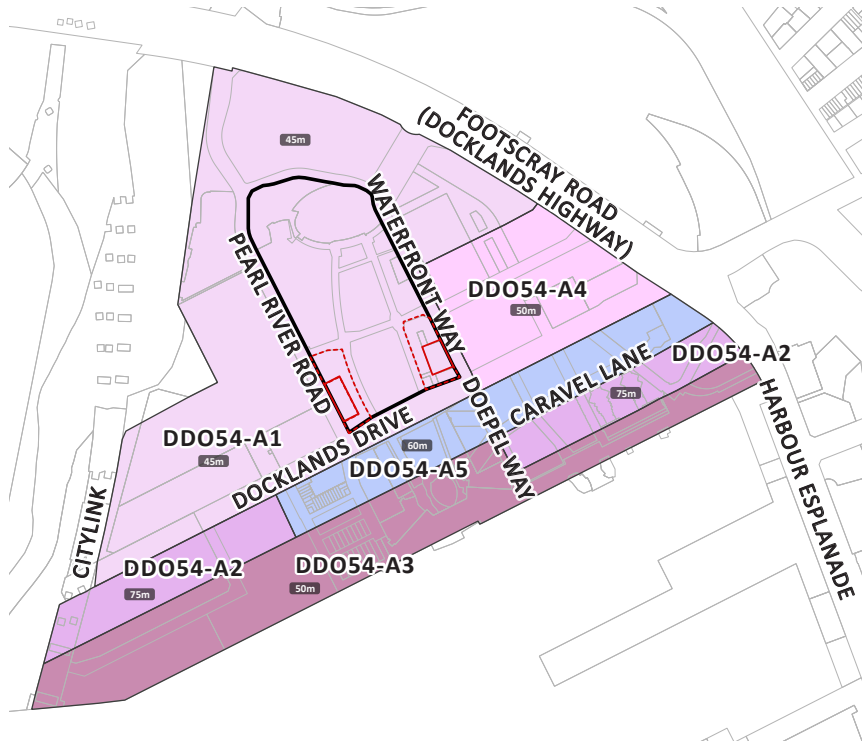 45m
FOOTSCRAY ROAD
(DOCKLANDS HIGHWAY)
WATERFRONT WAY
PEARL RIVER ROAD
DDO54-A4
50m
DDO54-A2
75m
CARAVEL LANE
DOEPEL WAY
HARBOUR ESPLANADE
DOCKLANDS DRIVE
DDO54-A1
45m
60m
DDO54-A5
CITYLINK
DDO54-A2
75m
DDO54-A3
50m